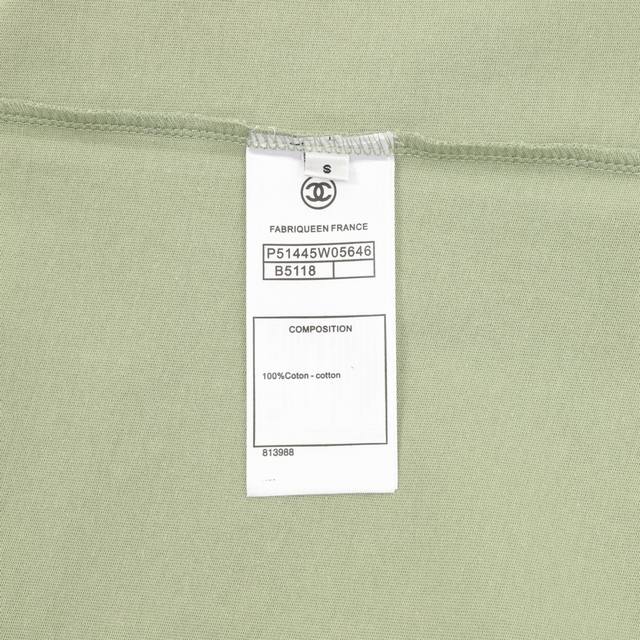 S
FABRIQUEEN FRANCE
P51445W05646
B5118
COMPOSITION
100%Coton - cotton
813988